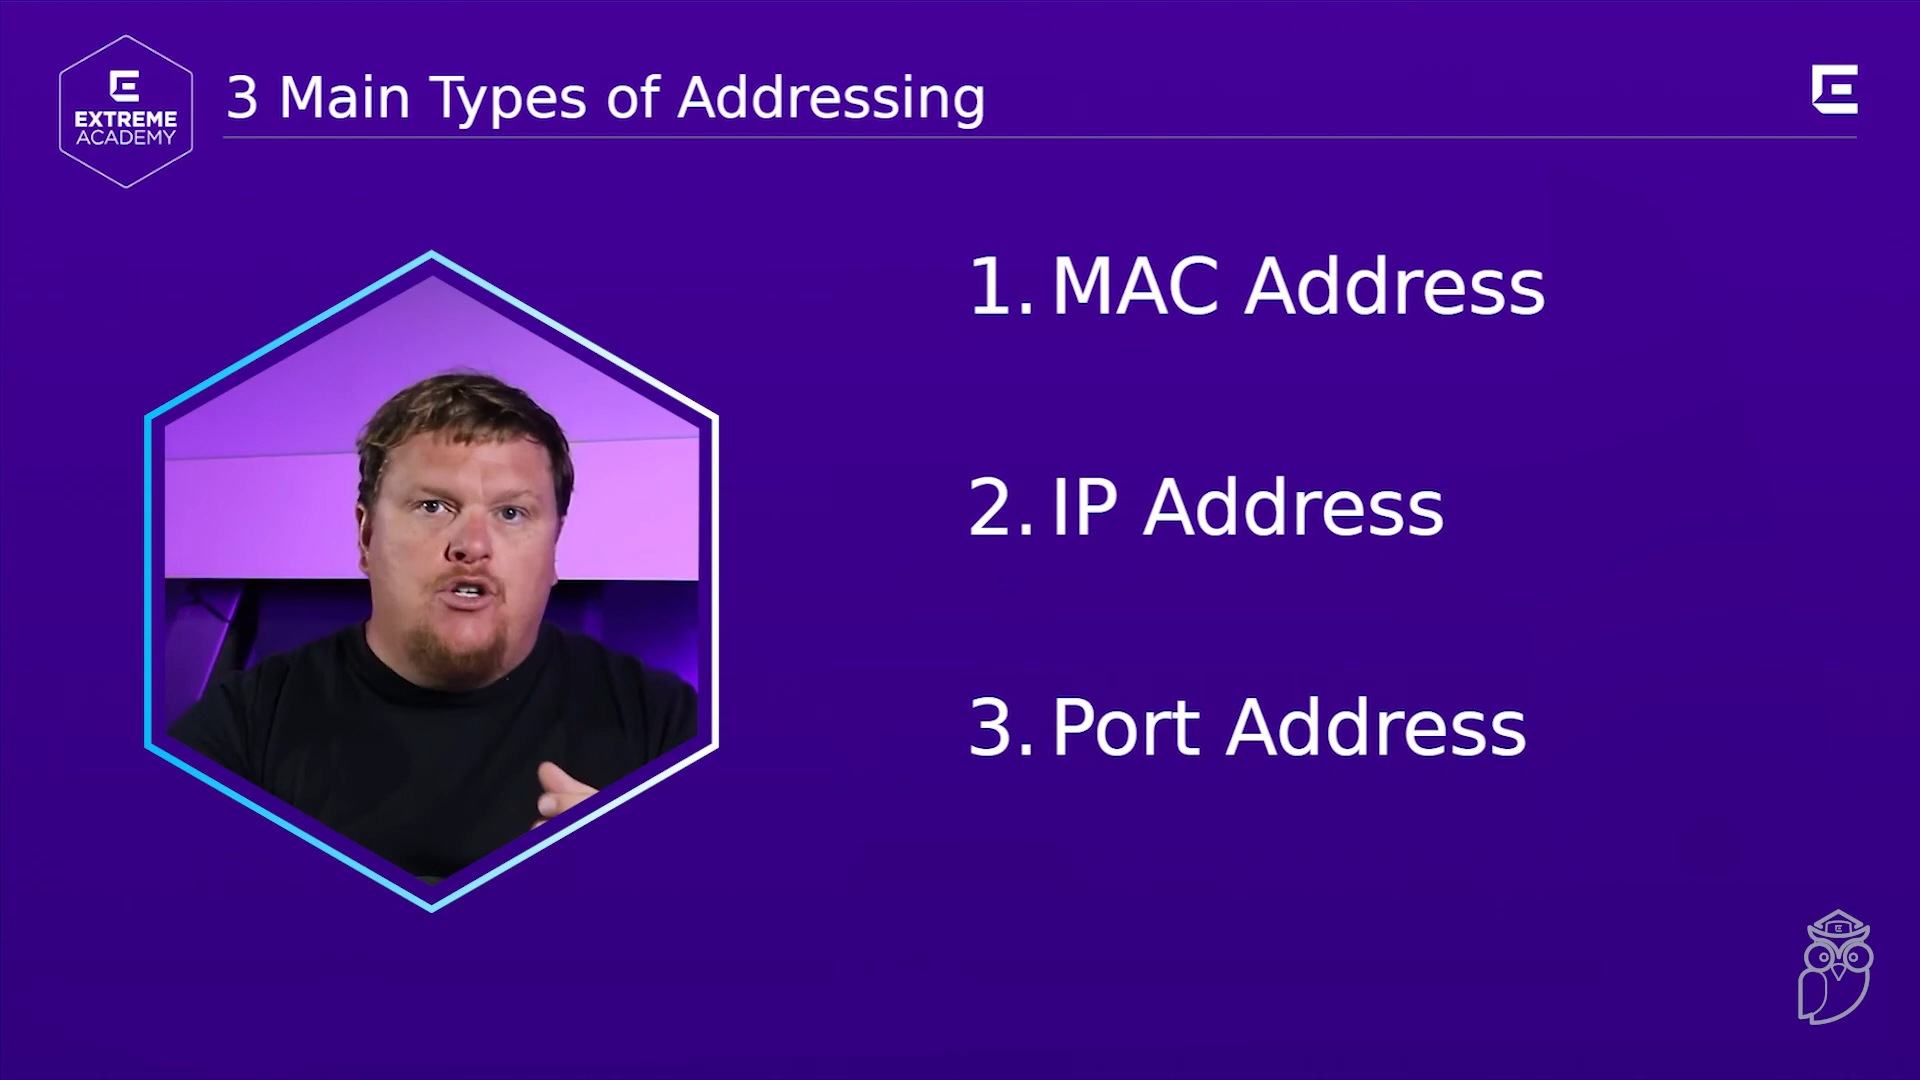 EXTREME
ACADEMY
3 Main Types of Addressing
1. MAC Address
2. IP Address
3. Port Address